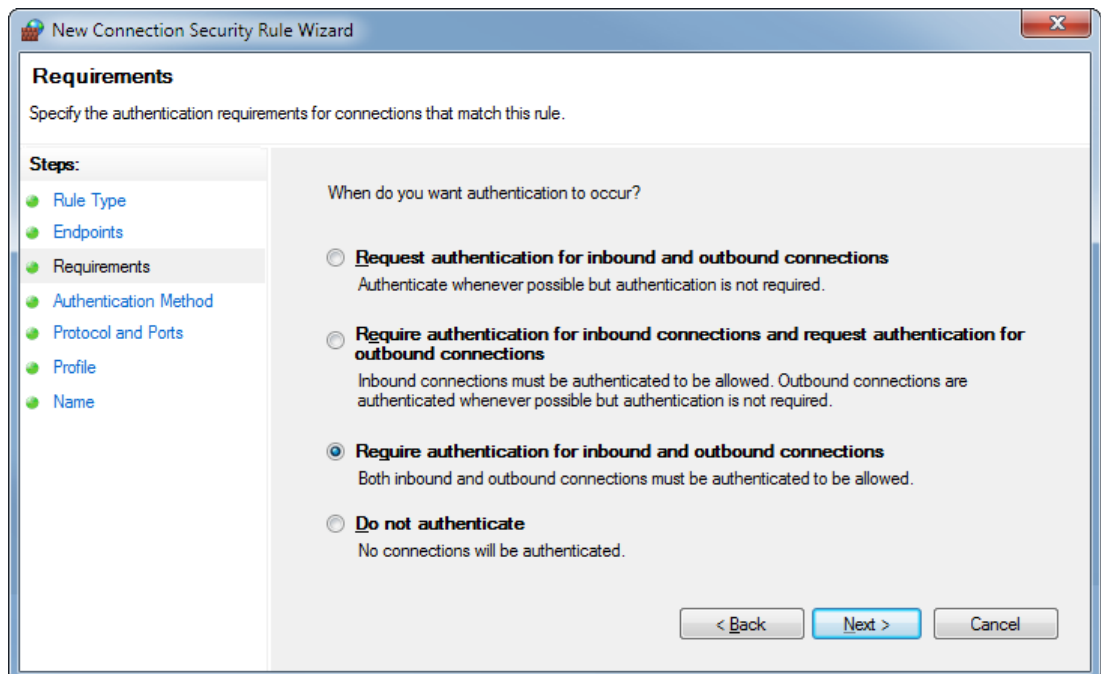 New Connection Security Rule Wizard
Requirements
Specify the authentication requirements for connections that match this rule.
Steps:
Rule Type
Endpoints
Requirements
Authentication Method
Protocol and Ports
Profile
Name
When do you want authentication to occur?
Request authentication for inbound and outbound connections
Authenticate whenever possible but authentication is not required.
Require authentication for inbound connections and request authentication for
outbound connections
Inbound connections must be authenticated to be allowed. Outbound connections are
authenticated whenever possible but authentication is not required.
Require authentication for inbound and outbound connections
Both inbound and outbound connections must be authenticated to be allowed.
Do not authenticate
No connections will be authenticated.
< Back
Next >
Cancel